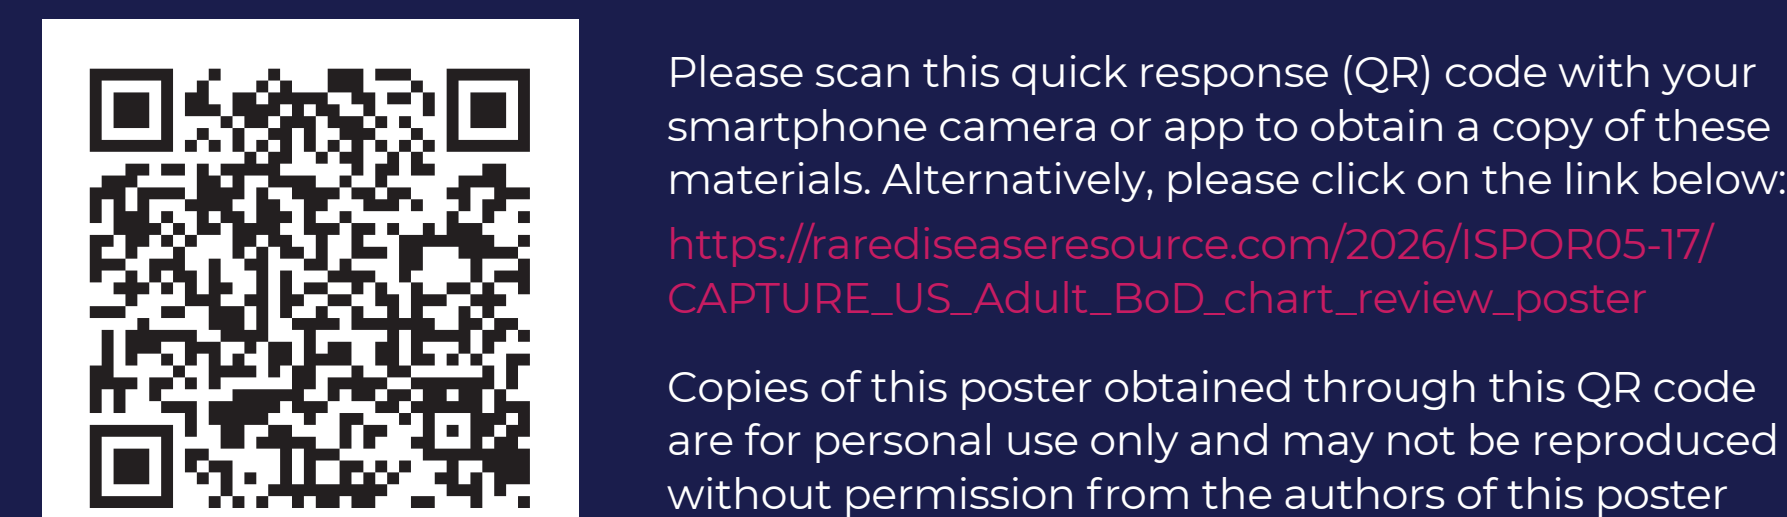 Please scan this quick response (QR) code with your
smartphone camera or app to obtain a copy of these
materials. Alternatively, please click on the link below:
https://rarediseaseresource.com/2026/ISPOR05-17/
CAPTURE_US_Adult_BoD_chart_review_poster
Copies of this poster obtained through this QR code
are for personal use only and may not be reproduced
without permission from the authors of this poster